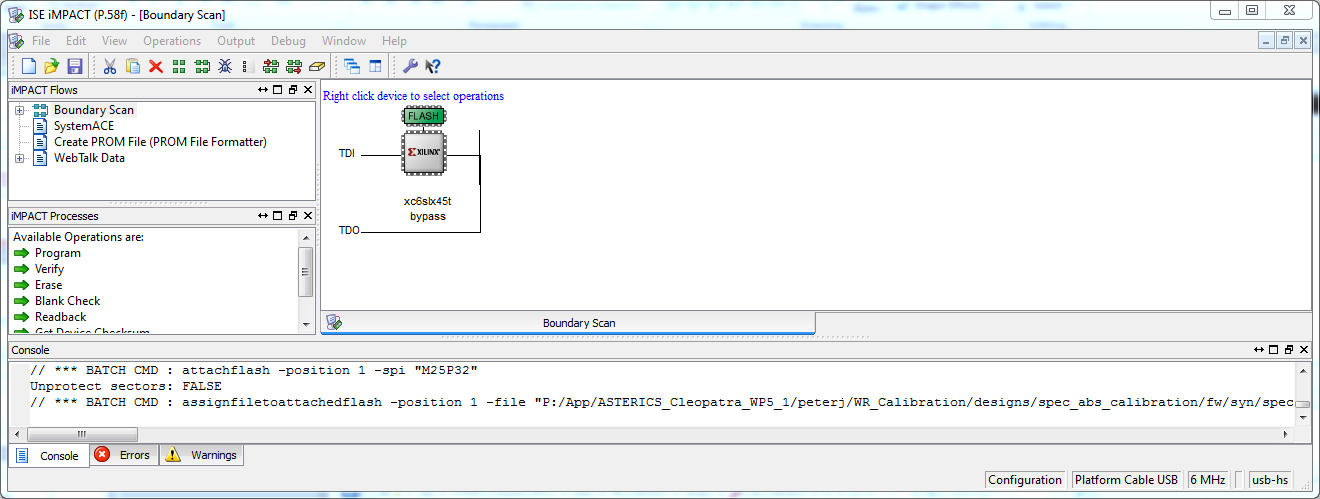 ISE iMPACT (P.58f) - [Boundary Scan]
File Edit View Operations Output Debug Window Help
iMPACT Flows
Boundary Scan
SystemACE
Create PROM File (PROM File Formatter)
WebTalk Data
iMPACT Processes
Available Operations are:
Program
Verify
Erase
Blank Check
Readback
Get Device Checksum
Right click device to select operations
FLASH
TDI
XILINX
xc6slx45t
bypass
TDO
Boundary Scan
Console
// *** BATCH CMD : attachflash -position 1 -spi "M25P32"
Unprotect sectors: FALSE
// *** BATCH CMD : assignfiletoattachedflash -position 1 -file "P:/App/ASTERICS_Cleopatra_WP5_1/peterj/WR_Calibration/designs/spec_abs_calibration/fw/syn/spec
Console Errors Warnings
Configuration Platform Cable USB 6 MHz usb-hs